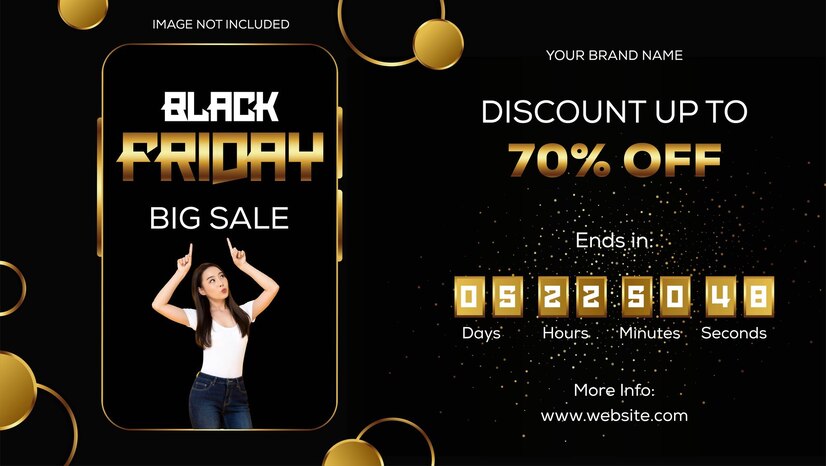 IMAGE NOT INCLUDED
BLACK
FRIDAY
BIG SALE
YOUR BRAND NAME
DISCOUNT UP TO
70% OFF
Ends in:
05 22 50 48
Days Hours Minutes Seconds
More Info:
www.website.com